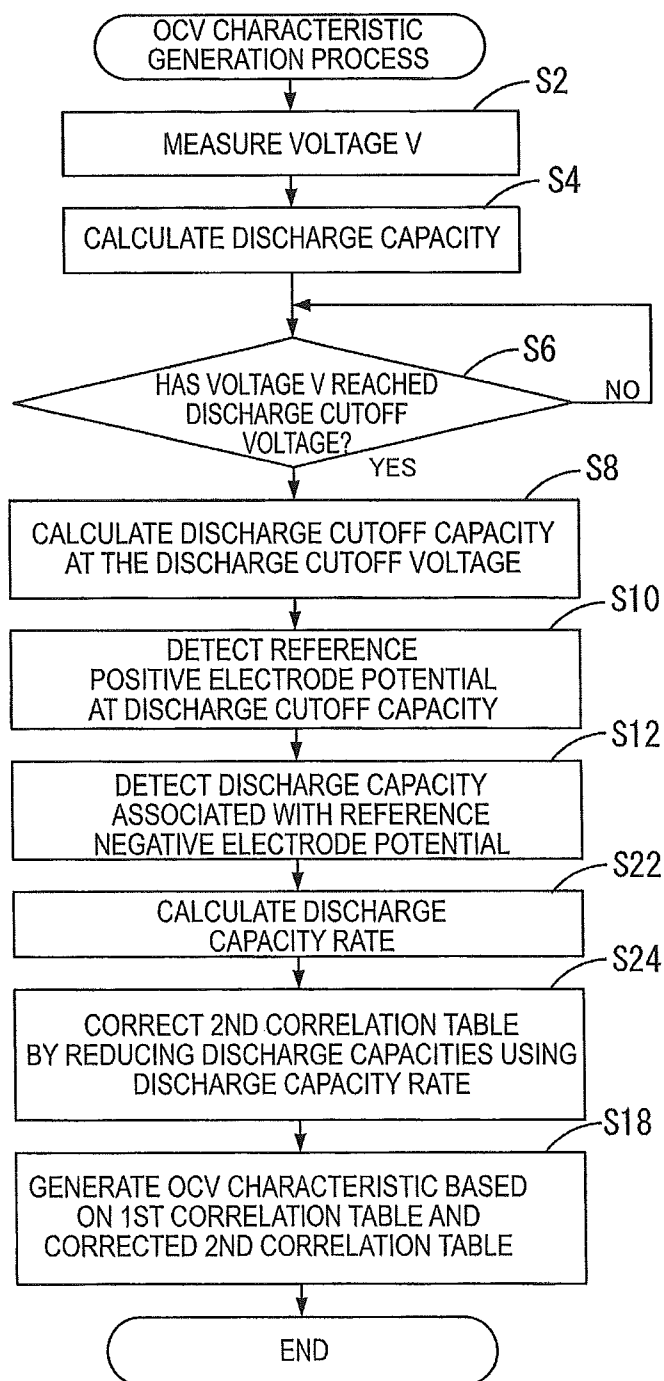 OCV CHARACTERISTIC
GENERATION PROCESS
S2
MEASURE VOLTAGE V
S4
CALCULATE DISCHARGE CAPACITY
S6
HAS VOLTAGE V REACHED
DISCHARGE CUTOFF
VOLTAGE?
NO
YES
S8
CALCULATE DISCHARGE CUTOFF CAPACITY
AT THE DISCHARGE CUTOFF VOLTAGE
S10
DETECT REFERENCE
POSITIVE ELECTRODE POTENTIAL
AT DISCHARGE CUTOFF CAPACITY
S12
DETECT DISCHARGE CAPACITY
ASSOCIATED WITH REFERENCE
NEGATIVE ELECTRODE POTENTIAL
S22
CALCULATE DISCHARGE
CAPACITY RATE
S24
CORRECT 2ND CORRELATION TABLE
BY REDUCING DISCHARGE CAPACITIES USING
DISCHARGE CAPACITY RATE
S18
GENERATE OCV CHARACTERISTIC BASED
ON 1ST CORRELATION TABLE AND
CORRECTED 2ND CORRELATION TABLE
END